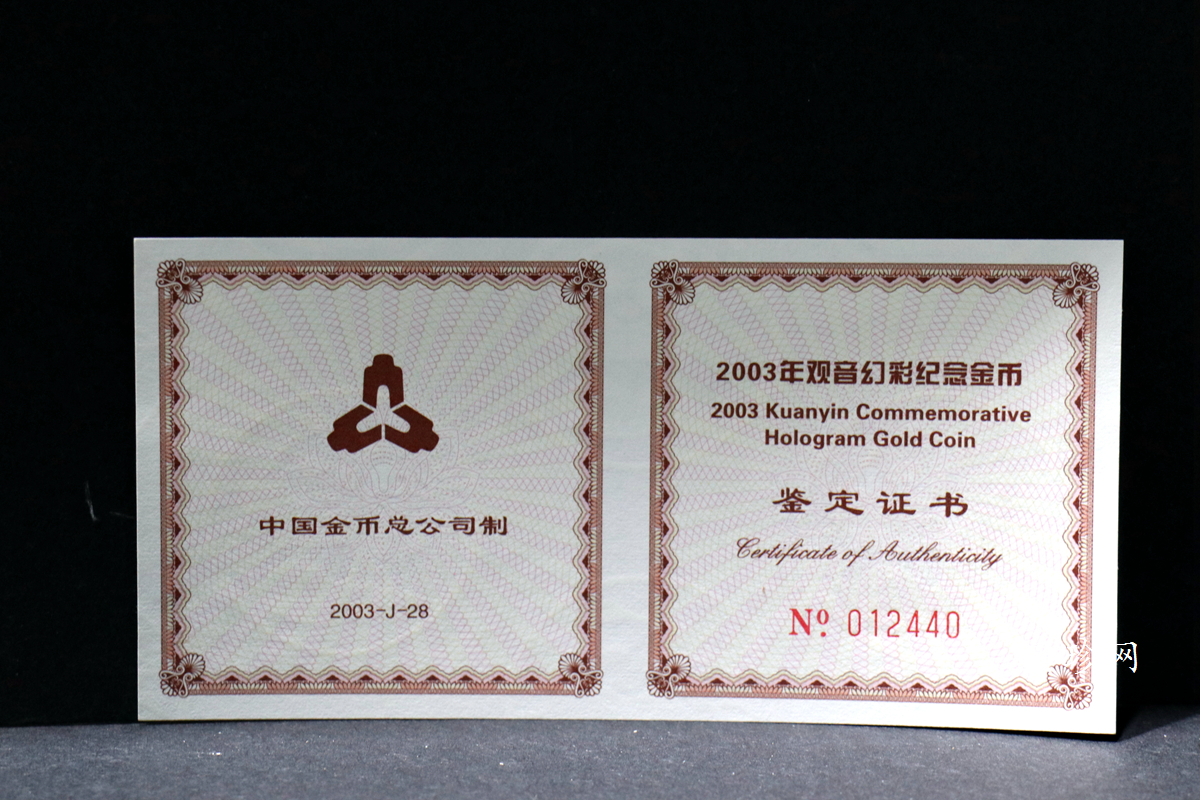 中国金币总公司制
2003-J-28
2003年观音幻彩纪念金币
2003 Kuanyin Commemorative
Hologram Gold Coin
鉴定证书
Certificate of Authenticity
Nº 012440
网